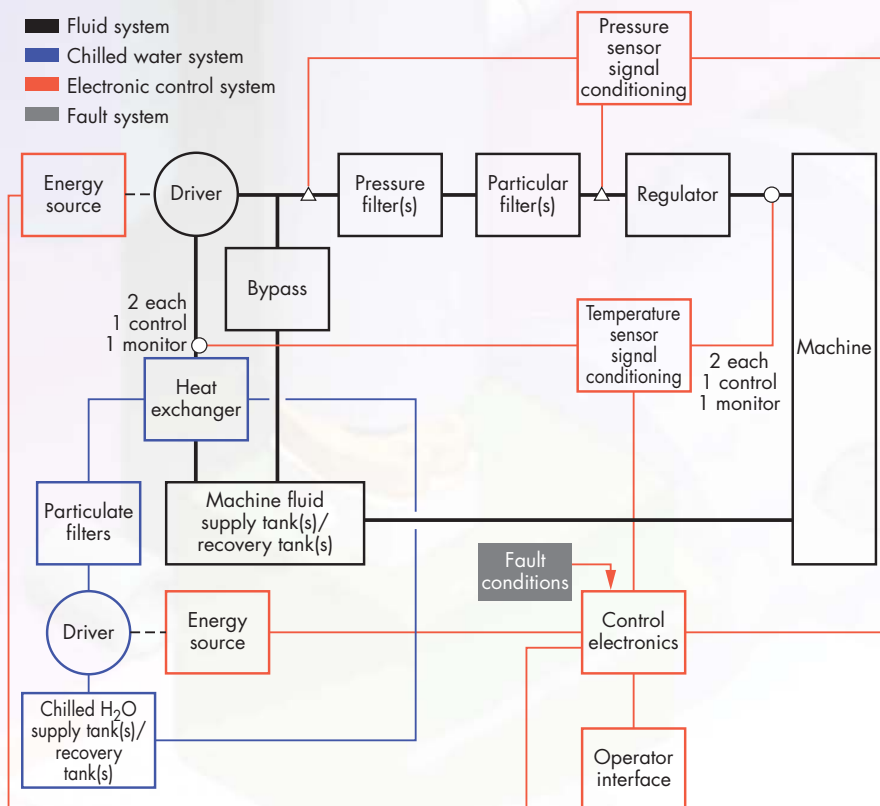 Fluid system
Chilled water system
Electronic control system
Fault system
Pressure
sensor
signal
conditioning
Energy
source
Driver
Pressure
filter(s)
Particular
filter(s)
Regulator
Machine
Bypass
2 each
1 control
1 monitor
Temperature
sensor
signal
conditioning
2 each
1 control
1 monitor
Heat
exchanger
Particulate
filters
Machine fluid
supply tank(s)/
recovery tank(s)
Fault
conditions
Driver
Energy
source
Control
electronics
Chilled H₂O
supply tank(s)/
recovery
tank(s)
Operator
interface